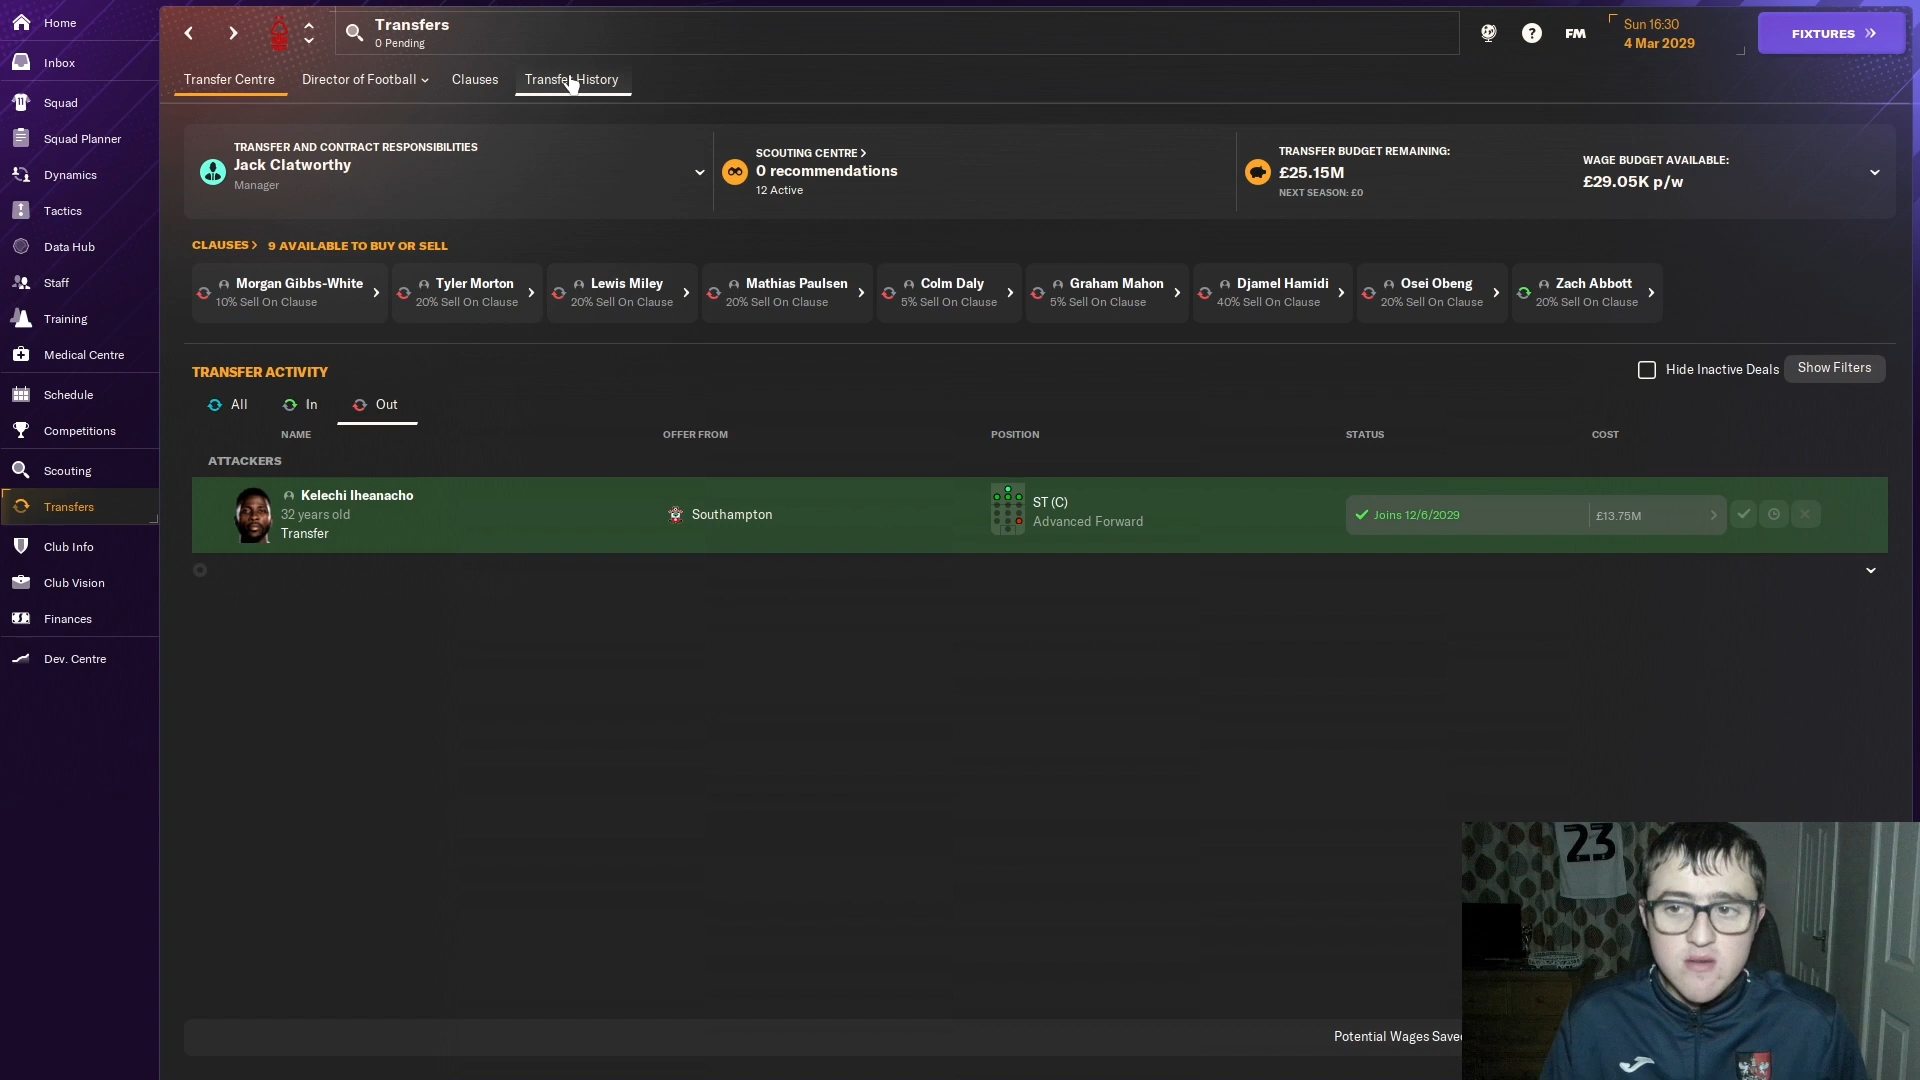 Home
Inbox
Squad
Squad Planner
Dynamics
Tactics
Data Hub
Staff
Training
Medical Centre
Schedule
Competitions
Scouting
Transfers
Club Info
Club Vision
Finances
Dev. Centre
Transfers
0 Pending
FM
Sun 16:30
4 Mar 2029
FIXTURES
Transfer Centre
Director of Football
Clauses
Transfer History
TRANSFER AND CONTRACT RESPONSIBILITIES
Jack Clatworthy
Manager
SCOUTING CENTRE >
0 recommendations
12 Active
TRANSFER BUDGET REMAINING:
£25.15M
NEXT SEASON: £0
WAGE BUDGET AVAILABLE:
£29.05K p/w
CLAUSES > 9 AVAILABLE TO BUY OR SELL
Morgan Gibbs-White
10% Sell On Clause
Tyler Morton
20% Sell On Clause
Lewis Miley
20% Sell On Clause
Mathias Paulsen
20% Sell On Clause
Colm Daly
5% Sell On Clause
Graham Mahon
5% Sell On Clause
Djamel Hamidi
40% Sell On Clause
Osei Obeng
20% Sell On Clause
Zach Abbott
20% Sell On Clause
TRANSFER ACTIVITY
Hide Inactive Deals
Show Filters
All
In
Out
NAME
OFFER FROM
POSITION
STATUS
COST
ATTACKERS
Kelechi Iheanacho
32 years old
Transfer
Southampton
ST (C)
Advanced Forward
Joins 12/6/2029
£13.75M
Potential Wages Save
23